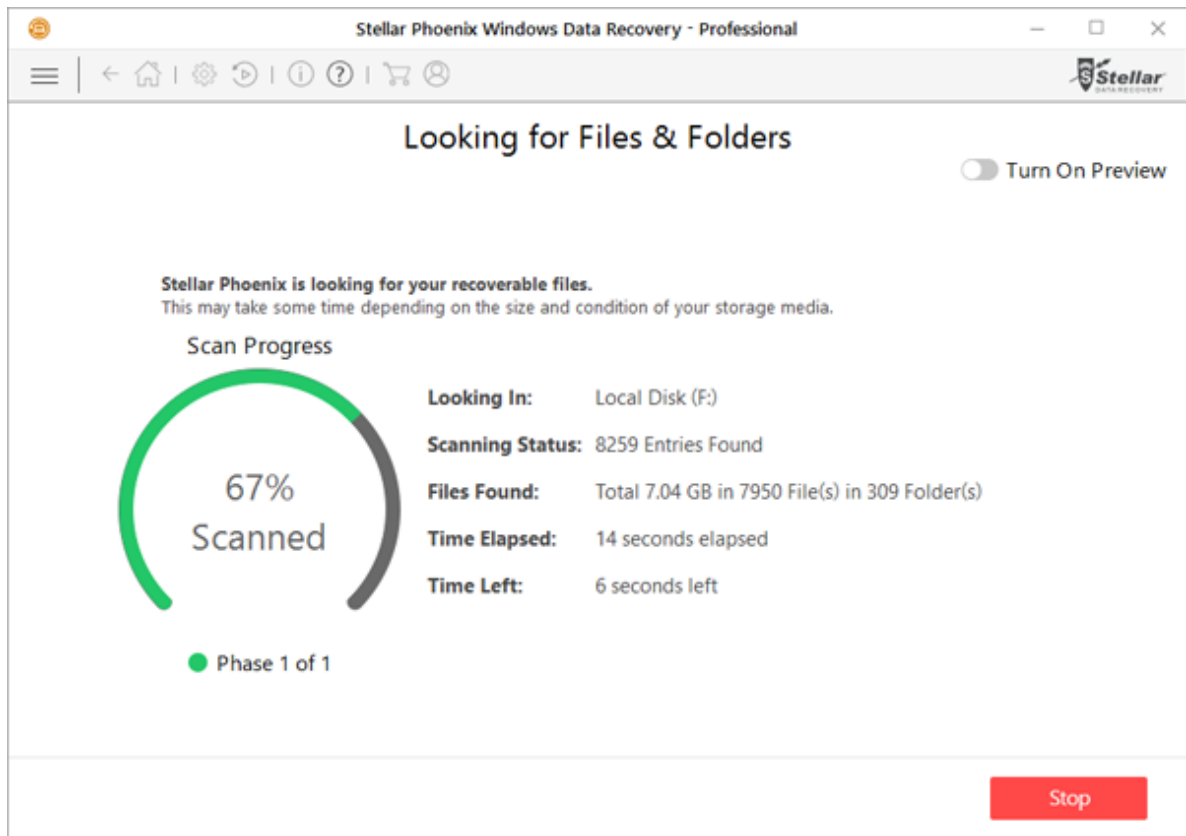 Stellar Phoenix Windows Data Recovery - Professional
Stellar
DATA RECOVERY
Looking for Files & Folders
Turn On Preview
Stellar Phoenix is looking for your recoverable files.
This may take some time depending on the size and condition of your storage media.
Scan Progress
67%
Scanned
Looking In: Local Disk (F:)
Scanning Status: 8259 Entries Found
Files Found: Total 7.04 GB in 7950 File(s) in 309 Folder(s)
Time Elapsed: 14 seconds elapsed
Time Left: 6 seconds left
Phase 1 of 1
Stop